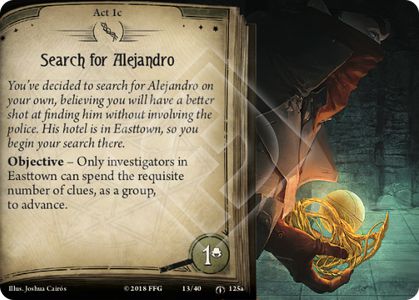 Act 1c
Search for Alejandro
You've decided to search for Alejandro on
your own, believing you will have a better
shot at finding him without involving the
police. His hotel is in Easttown, so you
begin your search there.
Objective – Only investigators in
Easttown can spend the requisite
number of clues, as a group,
to advance.
1
Illus. Joshua Cairós
© 2018 FFG
13/40
125a